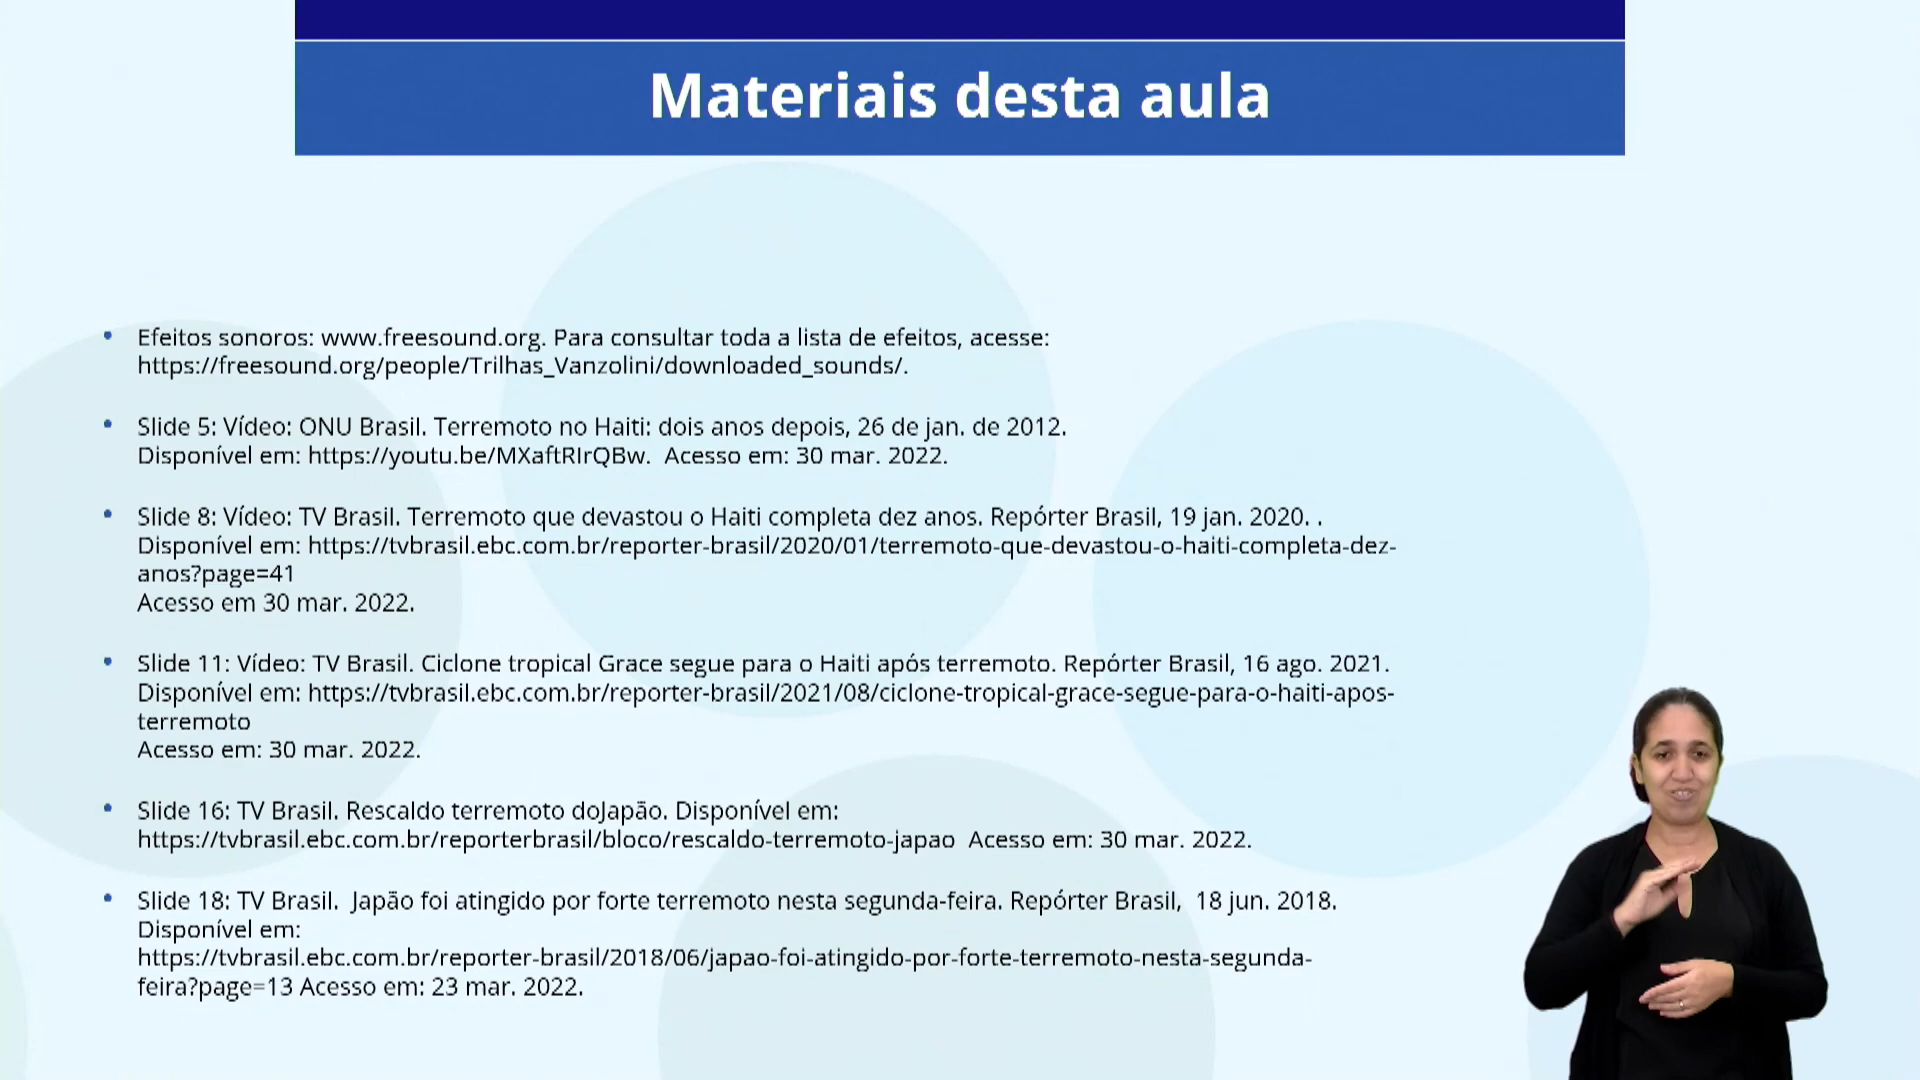 Materiais desta aula
• Efeitos sonoros: www.freesound.org. Para consultar toda a lista de efeitos, acesse:
https://freesound.org/people/Trilhas_Vanzolini/downloaded_sounds/.
• Slide 5: Vídeo: ONU Brasil. Terremoto no Haiti: dois anos depois, 26 de jan. de 2012.
Disponível em: https://youtu.be/MXaftRIrQBw.  Acesso em: 30 mar. 2022.
• Slide 8: Vídeo: TV Brasil. Terremoto que devastou o Haiti completa dez anos. Repórter Brasil, 19 jan. 2020. .
Disponível em: https://tvbrasil.ebc.com.br/reporter-brasil/2020/01/terremoto-que-devastou-o-haiti-completa-dez-
anos?page=41
Acesso em 30 mar. 2022.
• Slide 11: Vídeo: TV Brasil. Ciclone tropical Grace segue para o Haiti após terremoto. Repórter Brasil, 16 ago. 2021.
Disponível em: https://tvbrasil.ebc.com.br/reporter-brasil/2021/08/ciclone-tropical-grace-segue-para-o-haiti-apos-
terremoto
Acesso em: 30 mar. 2022.
• Slide 16: TV Brasil. Rescaldo terremoto doJapão. Disponível em:
https://tvbrasil.ebc.com.br/reporterbrasil/bloco/rescaldo-terremoto-japao  Acesso em: 30 mar. 2022.
• Slide 18: TV Brasil.  Japão foi atingido por forte terremoto nesta segunda-feira. Repórter Brasil,  18 jun. 2018.
Disponível em:
https://tvbrasil.ebc.com.br/reporter-brasil/2018/06/japao-foi-atingido-por-forte-terremoto-nesta-segunda-
feira?page=13 Acesso em: 23 mar. 2022.